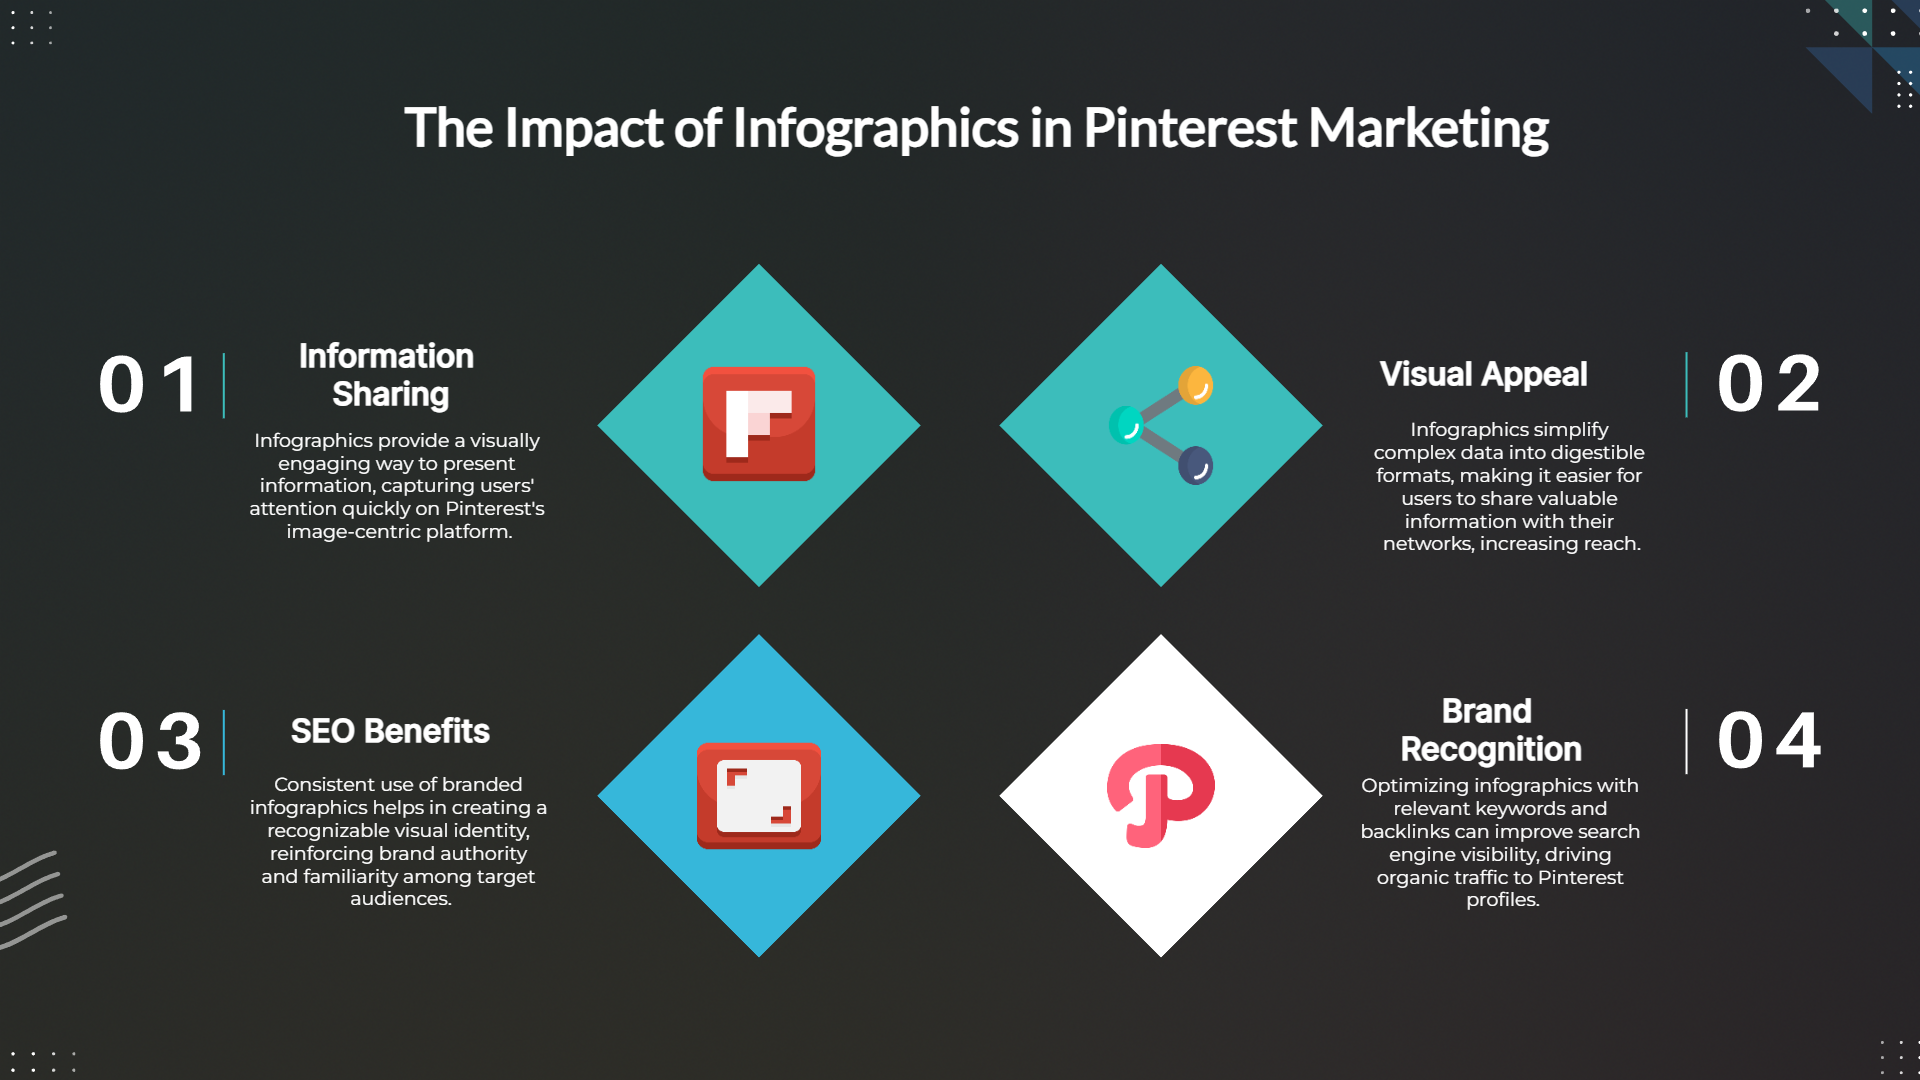 The Impact of Infographics in Pinterest Marketing
01
Information
Sharing
Infographics provide a visually
engaging way to present
information, capturing users'
attention quickly on Pinterest's
image-centric platform.
02
Visual Appeal
Infographics simplify
complex data into digestible
formats, making it easier for
users to share valuable
information with their
networks, increasing reach.
03
SEO Benefits
Consistent use of branded
infographics helps in creating a
recognizable visual identity,
reinforcing brand authority
and familiarity among target
audiences.
04
Brand
Recognition
Optimizing infographics with
relevant keywords and
backlinks can improve search
engine visibility, driving
organic traffic to Pinterest
profiles.